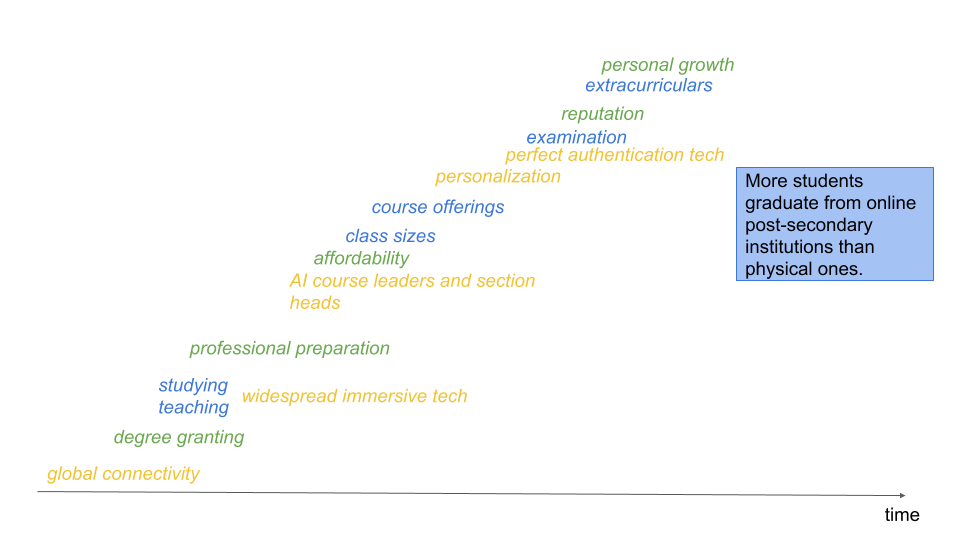 personal growth
extracurriculars
reputation
examination
perfect authentication tech
personalization
More students
graduate from online
post-secondary
institutions than
physical ones.
course offerings
class sizes
affordability
AI course leaders and section
heads
professional preparation
studying
teaching
widespread immersive tech
degree granting
global connectivity
time